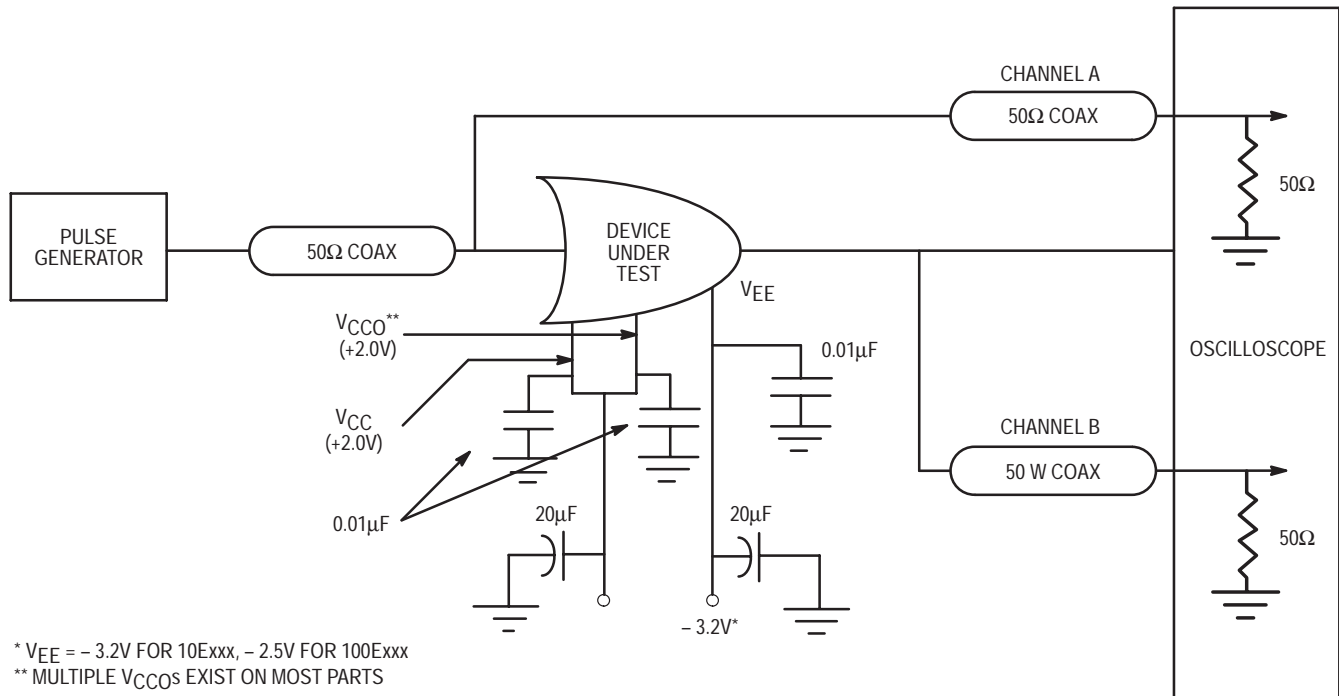 CHANNEL A
50Ω COAX
50Ω
PULSE
GENERATOR
50Ω COAX
DEVICE
UNDER
TEST
VEE
VCCO**
(+2.0V)
0.01µF
OSCILLOSCOPE
VCC
(+2.0V)
CHANNEL B
50 W COAX
0.01µF
20µF
20µF
50Ω
– 3.2V*
* VEE = – 3.2V FOR 10Exxx, – 2.5V FOR 100Exxx
** MULTIPLE VCCOs EXIST ON MOST PARTS